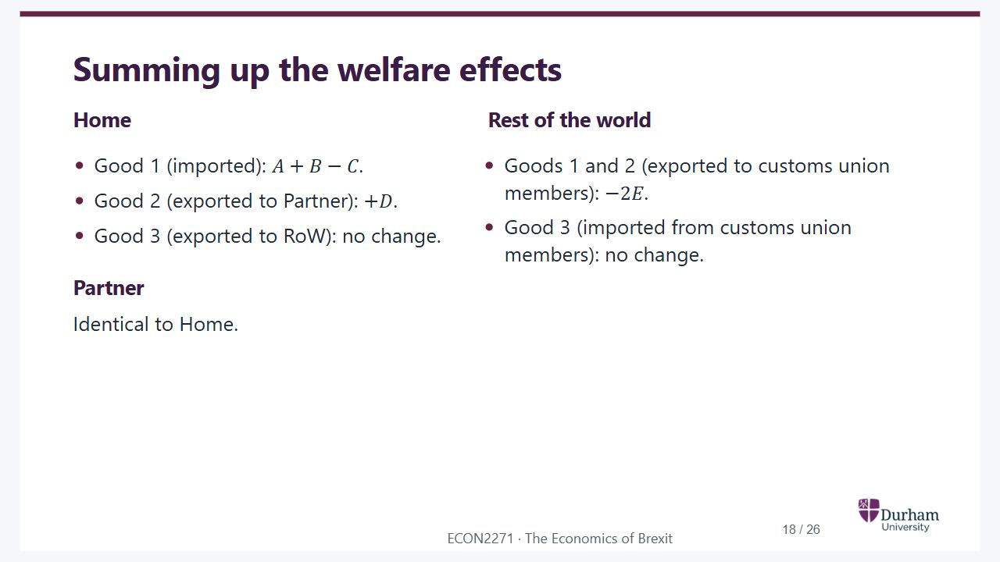 Summing up the welfare effects
Home
• Good 1 (imported): A + B − C.
• Good 2 (exported to Partner): +D.
• Good 3 (exported to RoW): no change.
Partner
Identical to Home.
Rest of the world
• Goods 1 and 2 (exported to customs union
members): −2E.
• Good 3 (imported from customs union
members): no change.
ECON2271 · The Economics of Brexit
18 / 26
Durham
University